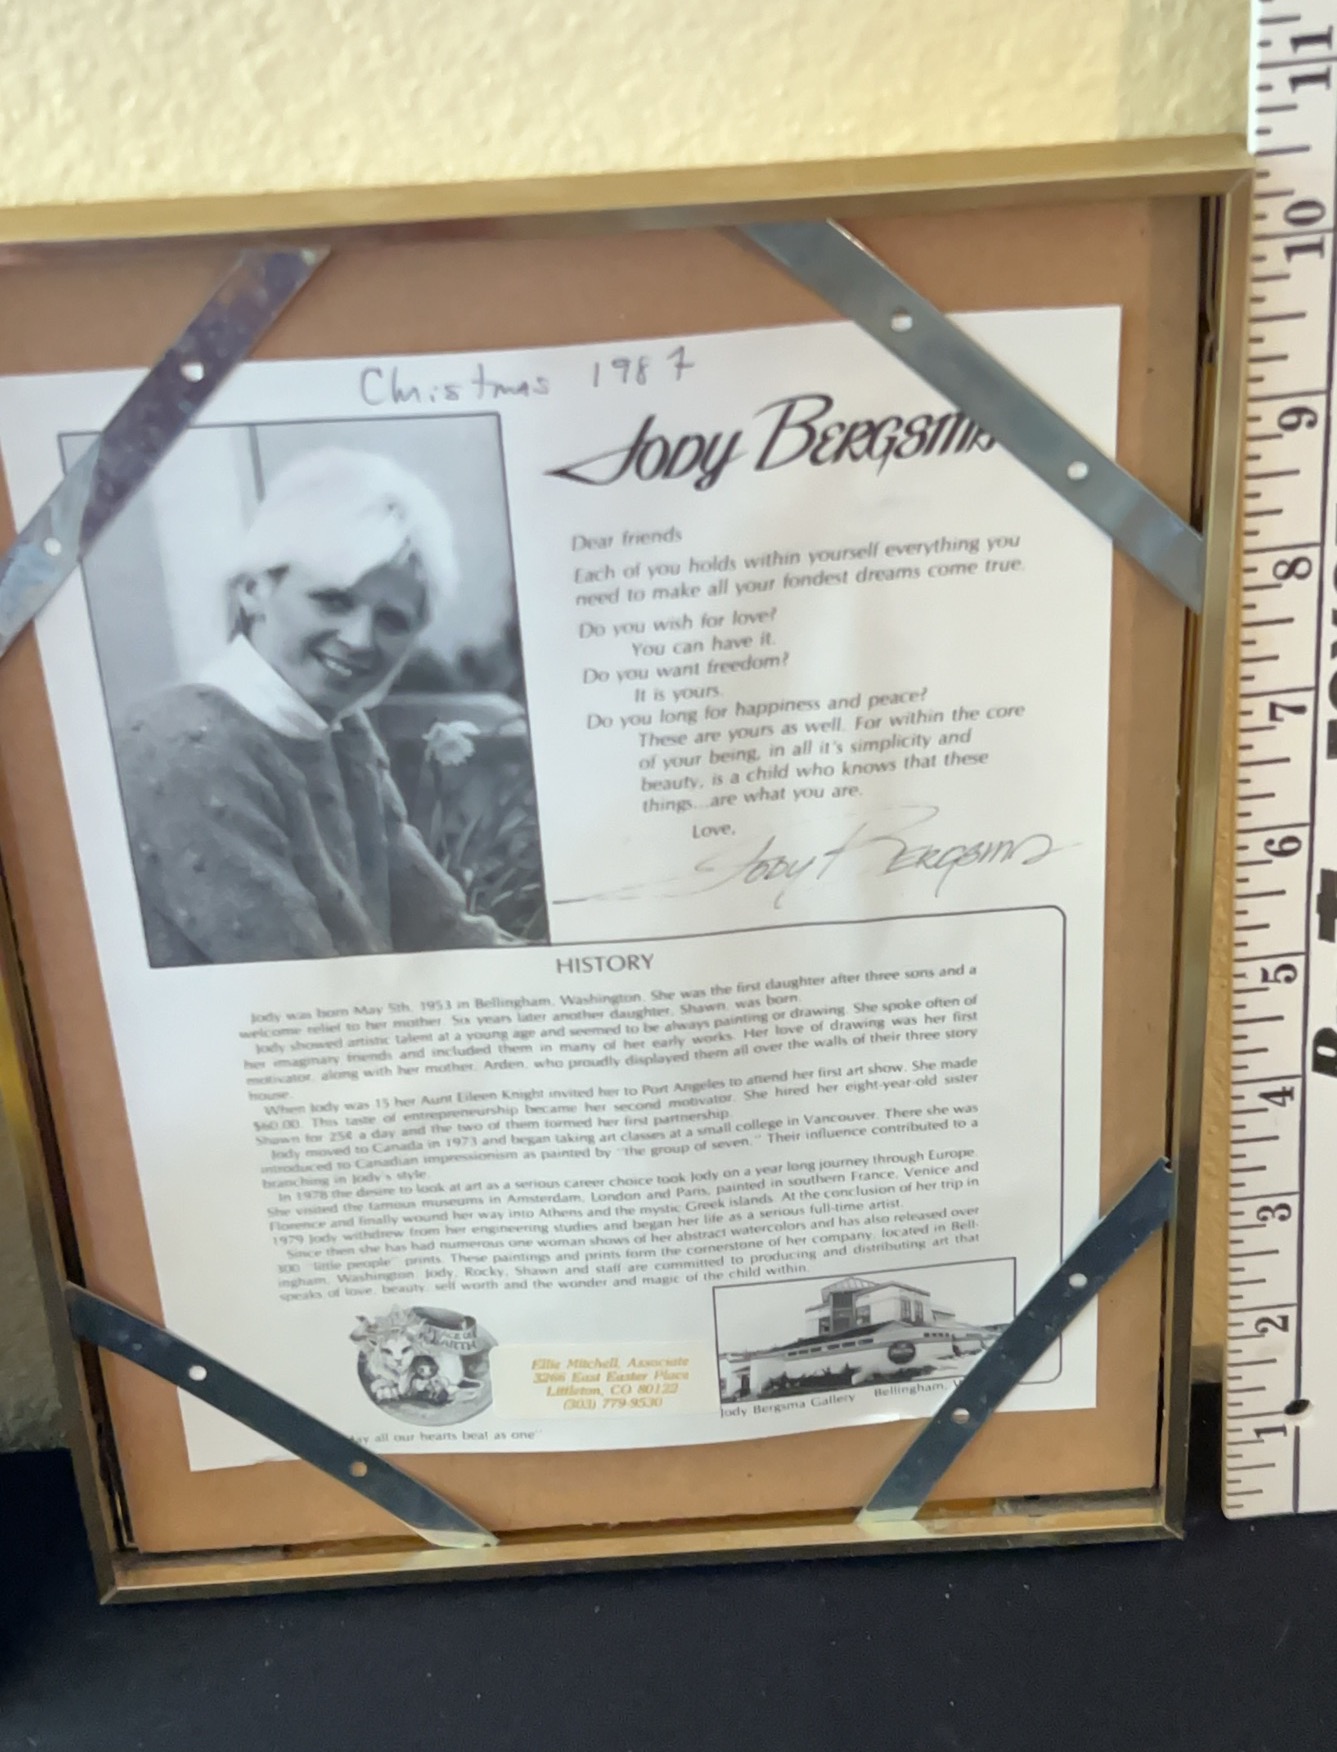 Christmas 1987
Jody Bergsma
Dear friends
Each of you holds within yourself everything you
need to make all your fondest dreams come true.
Do you wish for love?
You can have it.
Do you want freedom?
It is yours.
Do you long for happiness and peace?
These are yours as well. For within the core
of your being, in all it's simplicity and
beauty, is a child who knows that these
things...are what you are.
Love,
Jody Bergsma
HISTORY
Jody was born May 5th, 1953 in Bellingham, Washington. She was the first daughter after three sons and a
welcome relief to her mother. Six years later another daughter, Shawn, was born.
Jody showed artistic talent at a young age and seemed to be always painting or drawing. She spoke often of
her imaginary friends and included them in many of her early works. Her love of drawing was her first
motivator, along with her mother, Arden, who proudly displayed them all over the walls of their three story
house.
When Jody was 15 her Aunt Eileen Knight invited her to Port Angeles to attend her first art show. She made
$60.00. This taste of entrepreneurship became her second motivator. She hired her eight-year-old sister
Shawn for 25¢ a day and the two of them formed her first partnership.
Jody moved to Canada in 1973 and began taking art classes at a small college in Vancouver. There she was
introduced to Canadian impressionism as painted by "the group of seven." Their influence contributed to a
branching in Jody's style.
In 1978 the desire to look at art as a serious career choice took Jody on a year long journey through Europe.
She visited the famous museums in Amsterdam, London and Paris, painted in southern France, Venice and
Florence and finally wound her way into Athens and the mystic Greek islands. At the conclusion of her trip in
1979 Jody withdrew from her engineering studies and began her life as a serious full-time artist.
Since then she has had numerous one woman shows of her abstract watercolors and has also released over
300 "little people" prints. These paintings and prints form the cornerstone of her company, located in Bell-
ingham, Washington. Jody, Rocky, Shawn and staff are committed to producing and distributing art that
speaks of love, beauty, self worth and the wonder and magic of the child within.
Ellie Mitchell, Associate
3266 East Easter Place
Littleton, CO 80122
(303) 779-9530
Jody Bergsma Gallery Bellingham,
all our hearts beat as one"
11
10
9
8
7
6
5
4
3
2
1